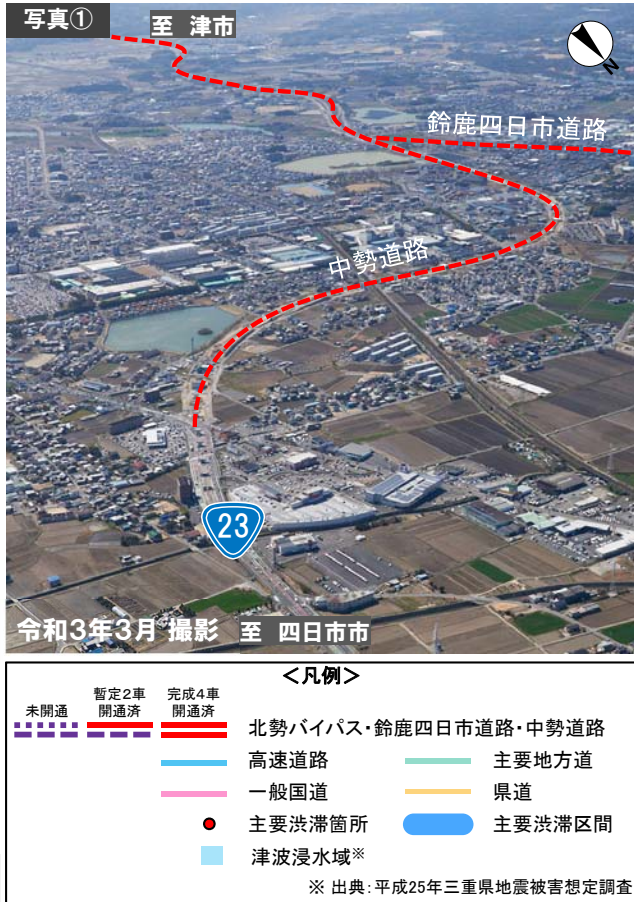 写真①
至 津市
N
鈴鹿四日市道路
中勢道路
23
令和3年3月 撮影 至 四日市市
<凡例>
未開通 暫定2車開通済 完成4車開通済
北勢バイパス・鈴鹿四日市道路・中勢道路
高速道路 主要地方道
一般国道 県道
主要渋滞箇所 主要渋滞区間
津波浸水域※
※ 出典:平成25年三重県地震被害想定調査